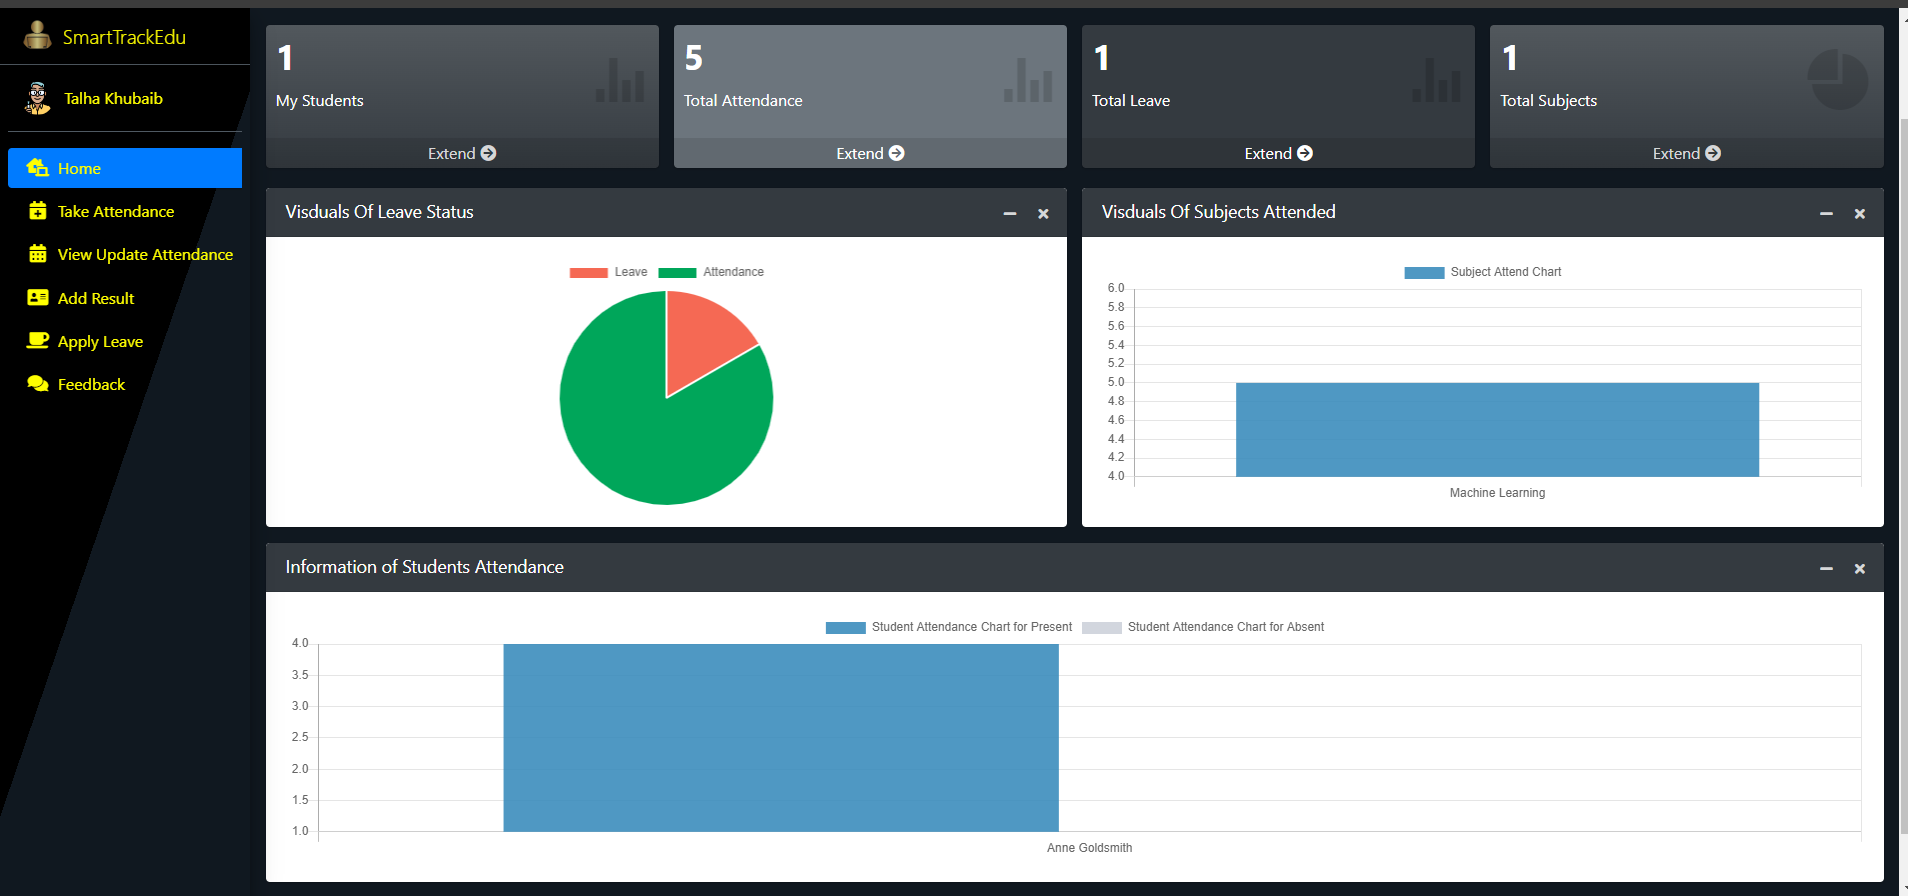 SmartTrackEdu
Talha Khubaib
Home
Take Attendance
View Update Attendance
Add Result
Apply Leave
Feedback
1
My Students
Extend
5
Total Attendance
Extend
1
Total Leave
Extend
1
Total Subjects
Extend
Visduals Of Leave Status
Leave Attendance
Visduals Of Subjects Attended
Subject Attend Chart
6.0
5.8
5.6
5.4
5.2
5.0
4.8
4.6
4.4
4.2
4.0
Machine Learning
Information of Students Attendance
Student Attendance Chart for Present Student Attendance Chart for Absent
4.0
3.5
3.0
2.5
2.0
1.5
1.0
Anne Goldsmith